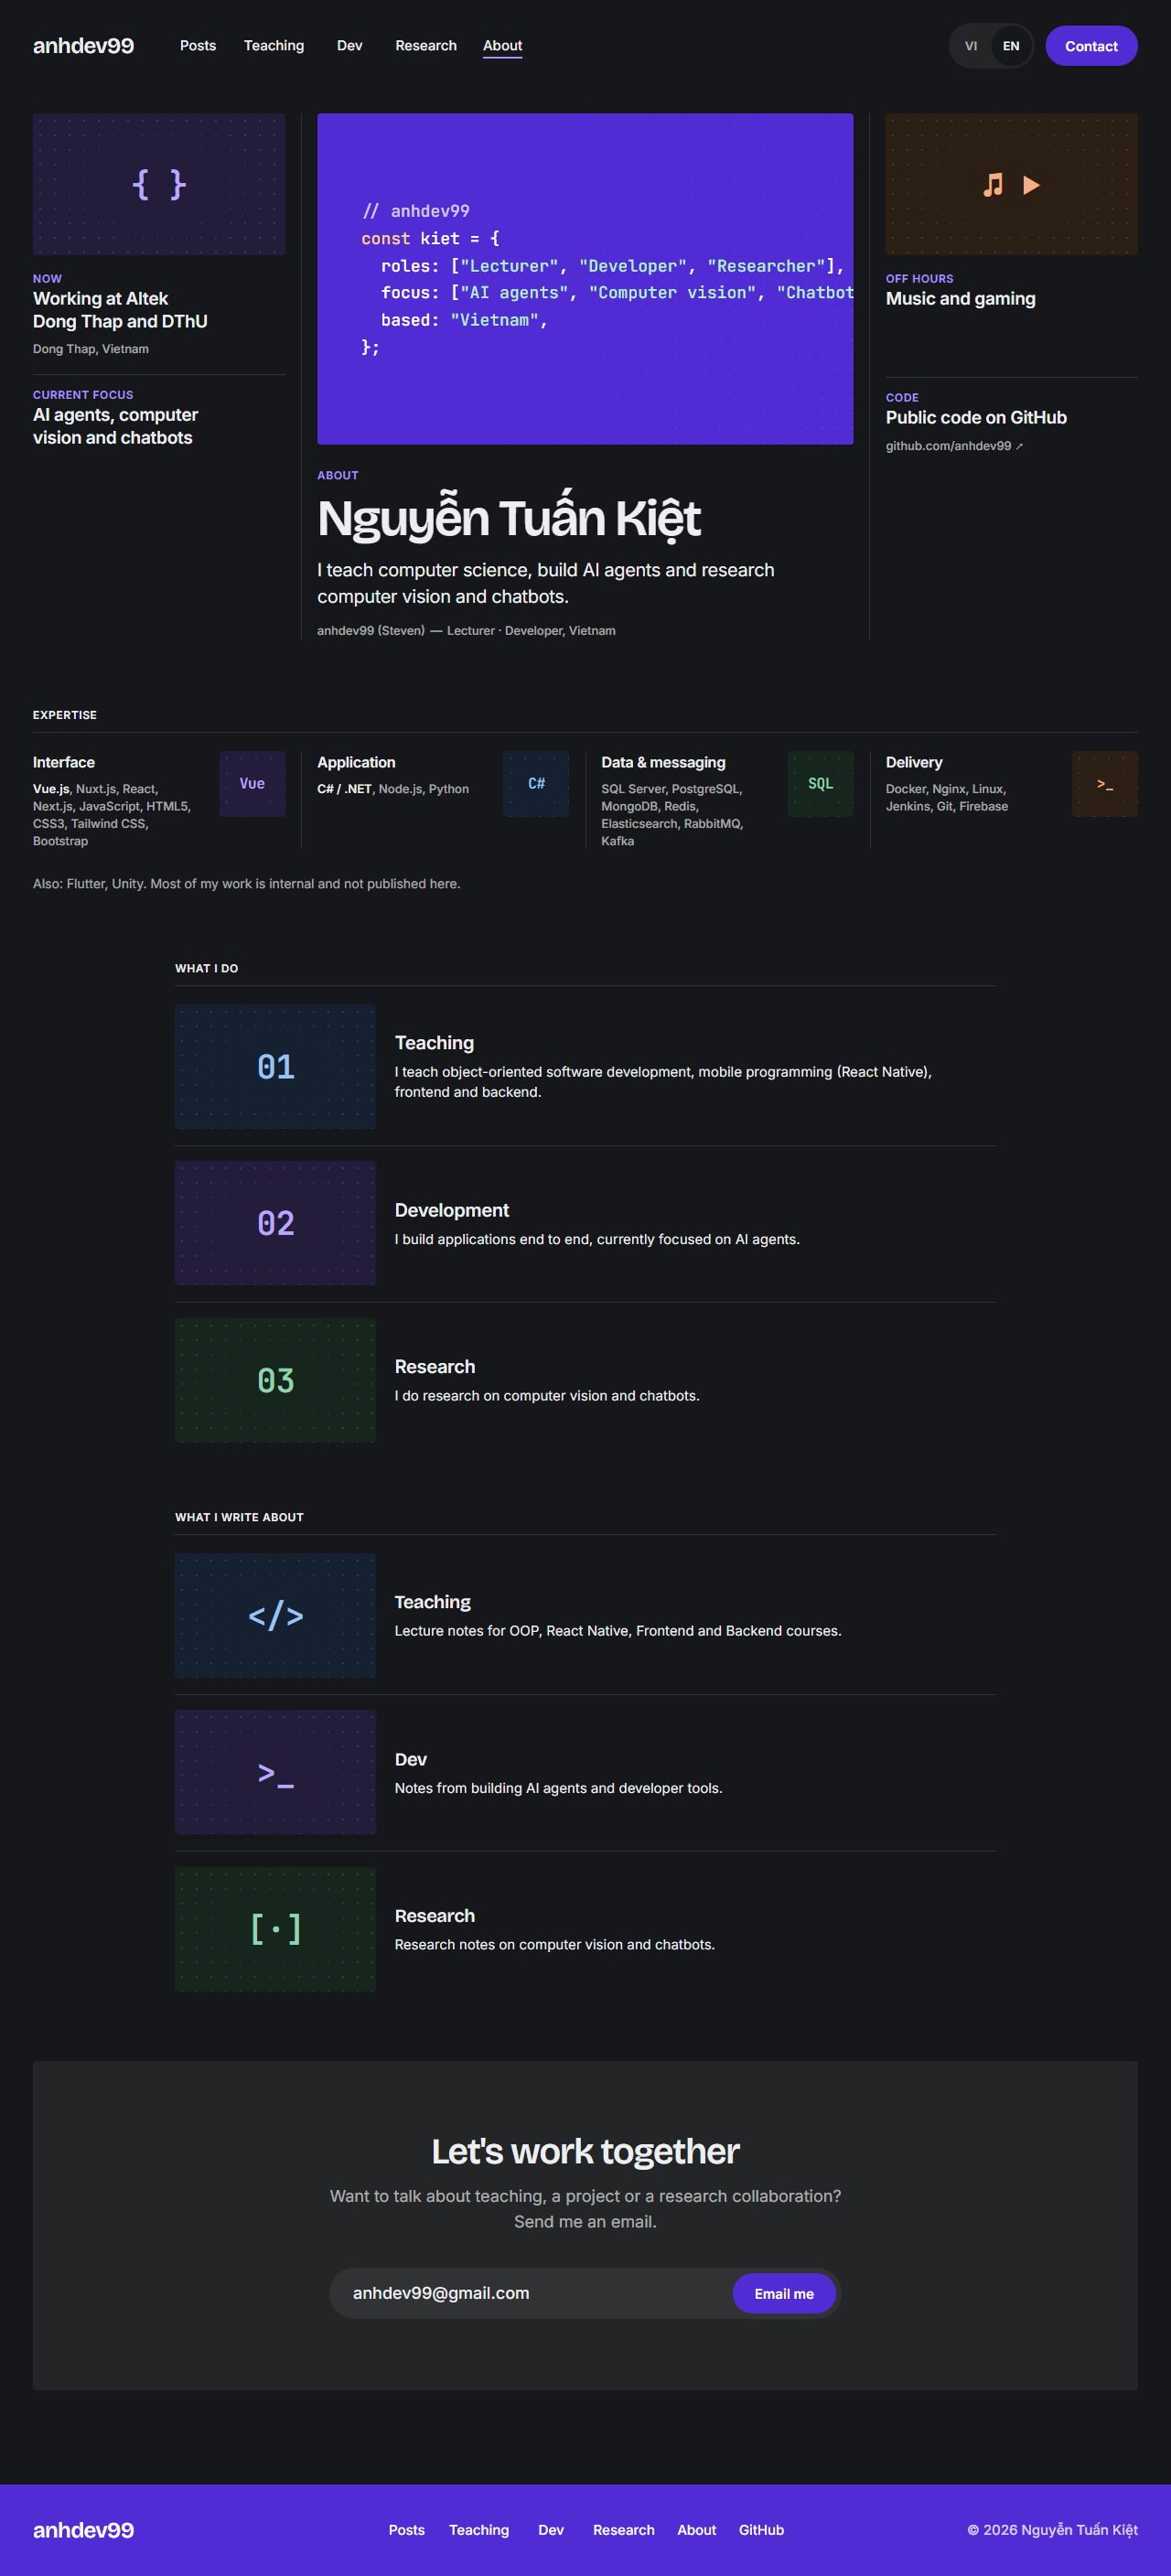 anhdev99
Posts Teaching Dev Research About
VI EN Contact
{ }
NOW
Working at Altek
Dong Thap and DThU
Dong Thap, Vietnam
CURRENT FOCUS
AI agents, computer
vision and chatbots
// anhdev99
const kiet = {
roles: ["Lecturer", "Developer", "Researcher"],
focus: ["AI agents", "Computer vision", "Chatbot
based: "Vietnam",
};
ABOUT
Nguyễn Tuấn Kiệt
I teach computer science, build AI agents and research
computer vision and chatbots.
anhdev99 (Steven) — Lecturer · Developer, Vietnam
OFF HOURS
Music and gaming
CODE
Public code on GitHub
github.com/anhdev99 ↗
EXPERTISE
Interface
Vue.js, Nuxt.js, React,
Next.js, JavaScript, HTML5,
CSS3, Tailwind CSS,
Bootstrap
Vue
Application
C# / .NET, Node.js, Python
C#
Data & messaging
SQL Server, PostgreSQL,
MongoDB, Redis,
Elasticsearch, RabbitMQ,
Kafka
SQL
Delivery
Docker, Nginx, Linux,
Jenkins, Git, Firebase
>_
Also: Flutter, Unity. Most of my work is internal and not published here.
WHAT I DO
01
Teaching
I teach object-oriented software development, mobile programming (React Native),
frontend and backend.
02
Development
I build applications end to end, currently focused on AI agents.
03
Research
I do research on computer vision and chatbots.
WHAT I WRITE ABOUT
</>
Teaching
Lecture notes for OOP, React Native, Frontend and Backend courses.
>_
Dev
Notes from building AI agents and developer tools.
[·]
Research
Research notes on computer vision and chatbots.
Let's work together
Want to talk about teaching, a project or a research collaboration?
Send me an email.
anhdev99@gmail.com
Email me
anhdev99
Posts Teaching Dev Research About GitHub
© 2026 Nguyễn Tuấn Kiệt